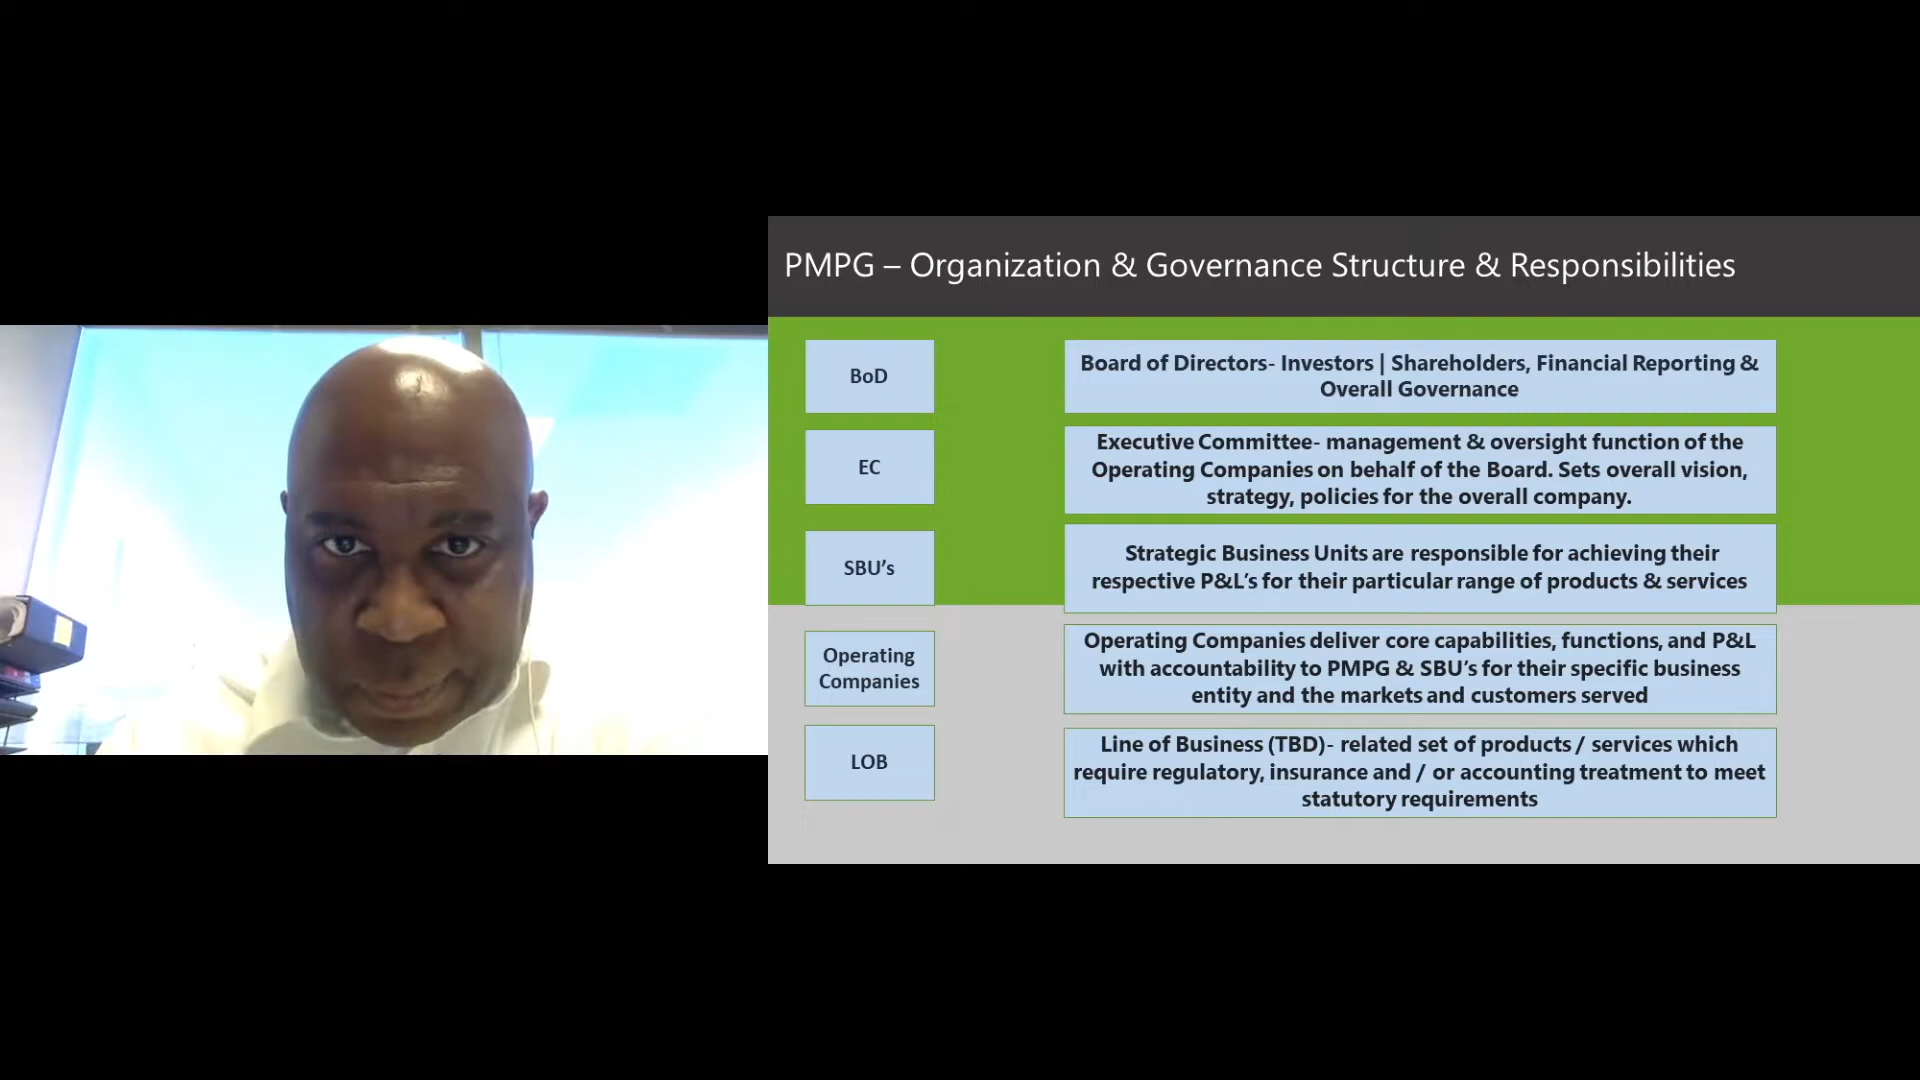 PMPG – Organization & Governance Structure & Responsibilities
BoD
Board of Directors- Investors | Shareholders, Financial Reporting &
Overall Governance
EC
Executive Committee- management & oversight function of the
Operating Companies on behalf of the Board. Sets overall vision,
strategy, policies for the overall company.
SBU’s
Strategic Business Units are responsible for achieving their
respective P&L’s for their particular range of products & services
Operating
Companies
Operating Companies deliver core capabilities, functions, and P&L
with accountability to PMPG & SBU’s for their specific business
entity and the markets and customers served
LOB
Line of Business (TBD)- related set of products / services which
require regulatory, insurance and / or accounting treatment to meet
statutory requirements